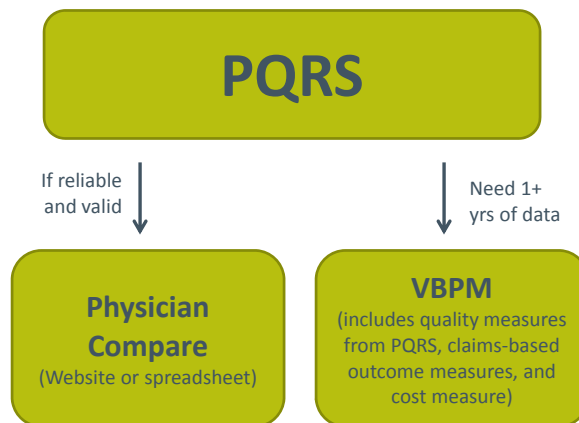 PQRS
If reliable
and valid
Need 1+
yrs of data
Physician
Compare
(Website or spreadsheet)
VBPM
(includes quality measures
from PQRS, claims-based
outcome measures, and
cost measure)